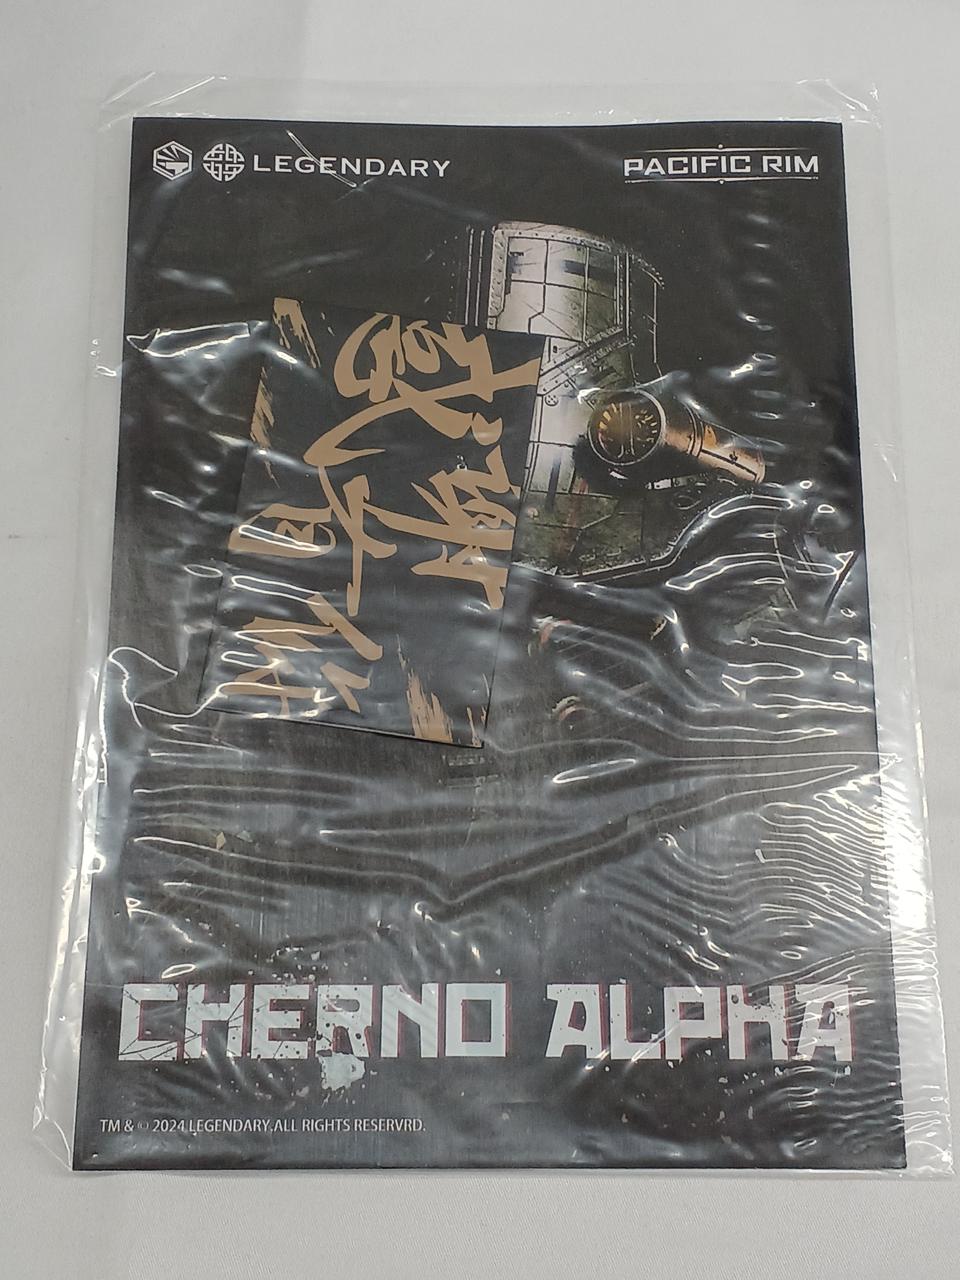 LEGENDARY
PACIFIC RIM
CHERNO ALPHA
TM & © 2024 LEGENDARY.ALL RIGHTS RESERVRD.